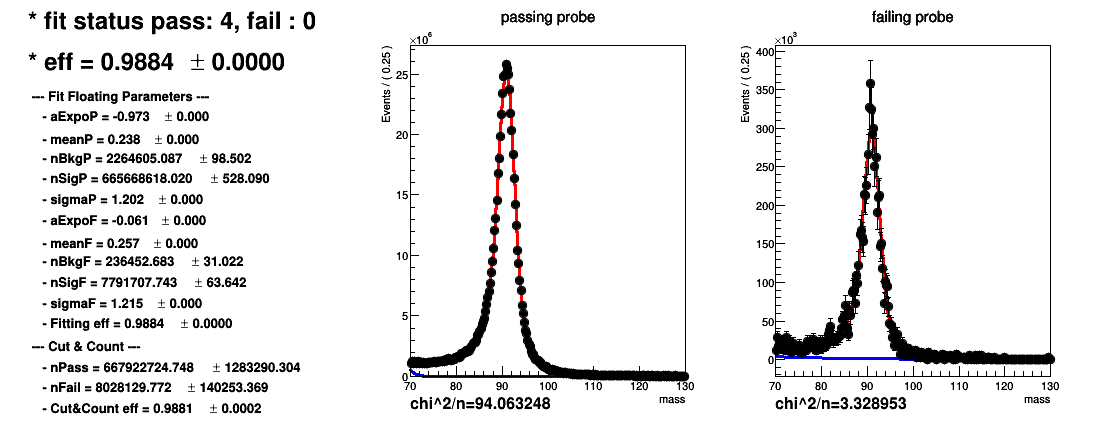 * fit status pass: 4, fail : 0
* eff = 0.9884 ± 0.0000
--- Fit Floating Parameters ---
- aExpoP = -0.973 ± 0.000
- meanP = 0.238 ± 0.000
- nBkgP = 2264605.087 ± 98.502
- nSigP = 665668618.020 ± 528.090
- sigmaP = 1.202 ± 0.000
- aExpoF = -0.061 ± 0.000
- meanF = 0.257 ± 0.000
- nBkgF = 236452.683 ± 31.022
- nSigF = 7791707.743 ± 63.642
- sigmaF = 1.215 ± 0.000
- Fitting eff = 0.9884 ± 0.0000
--- Cut & Count ---
- nPass = 667922724.748 ± 1283290.304
- nFail = 8028129.772 ± 140253.369
- Cut&Count eff = 0.9881 ± 0.0002
passing probe
×10^6
Events / ( 0.25 )
25
20
15
10
5
0
70 80 90 100 110 120 130
mass
chi^2/n=94.063248
failing probe
×10^3
Events / ( 0.25 )
400
350
300
250
200
150
100
50
0
70 80 90 100 110 120 130
mass
chi^2/n=3.328953